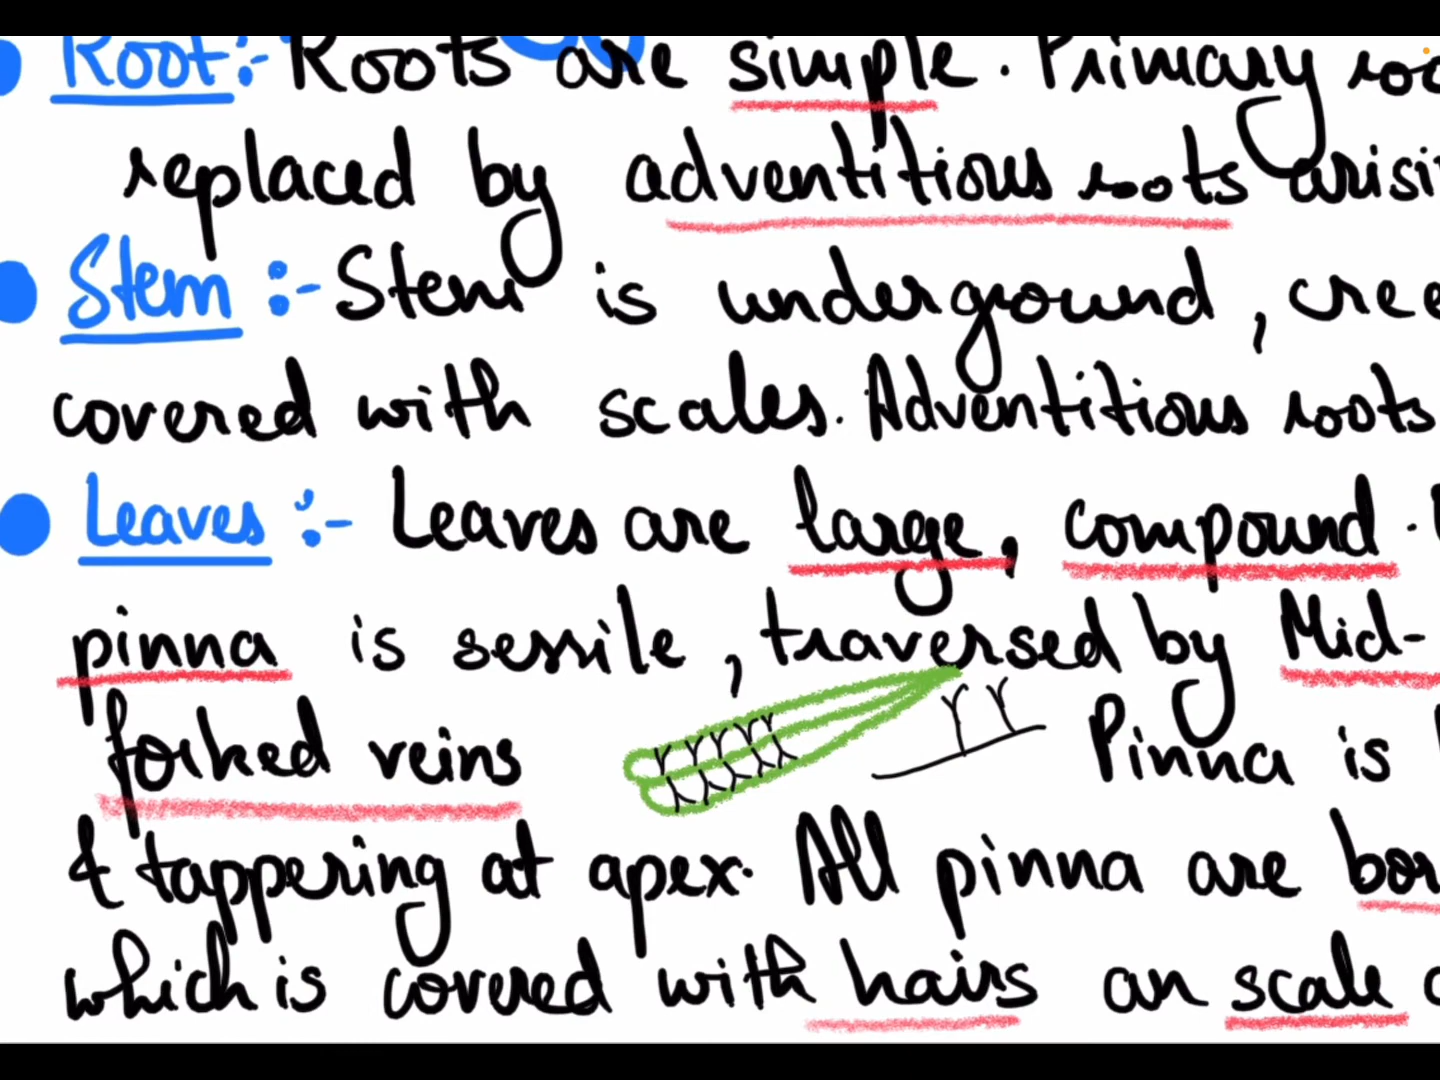 Root:- Roots are simple. Primary
replaced by adventitious roots
Stem :- Stem is underground,
covered with scales. Adventitious roots
Leaves :- Leaves are large, compound.
pinna is sessile, traversed by Mid-
forked veins Pinna is
& tappering at apex. All pinna are
which is covered with hairs an scale